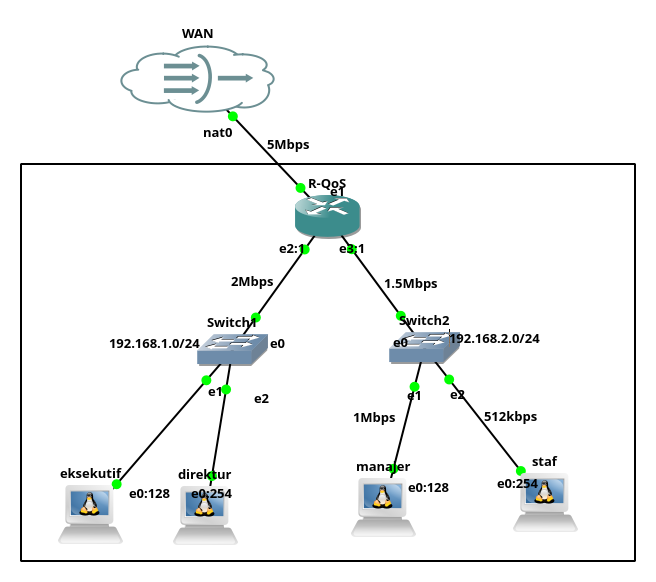 WAN
nat0
5Mbps
R-QoS
e1
e2:1
e3:1
2Mbps
1.5Mbps
Switch1
192.168.1.0/24
e0
Switch2
192.168.2.0/24
e0
e1
e2
e1
e2
1Mbps
512kbps
eksekutif
e0:128
direktur
e0:254
manajer
e0:128
staf
e0:254